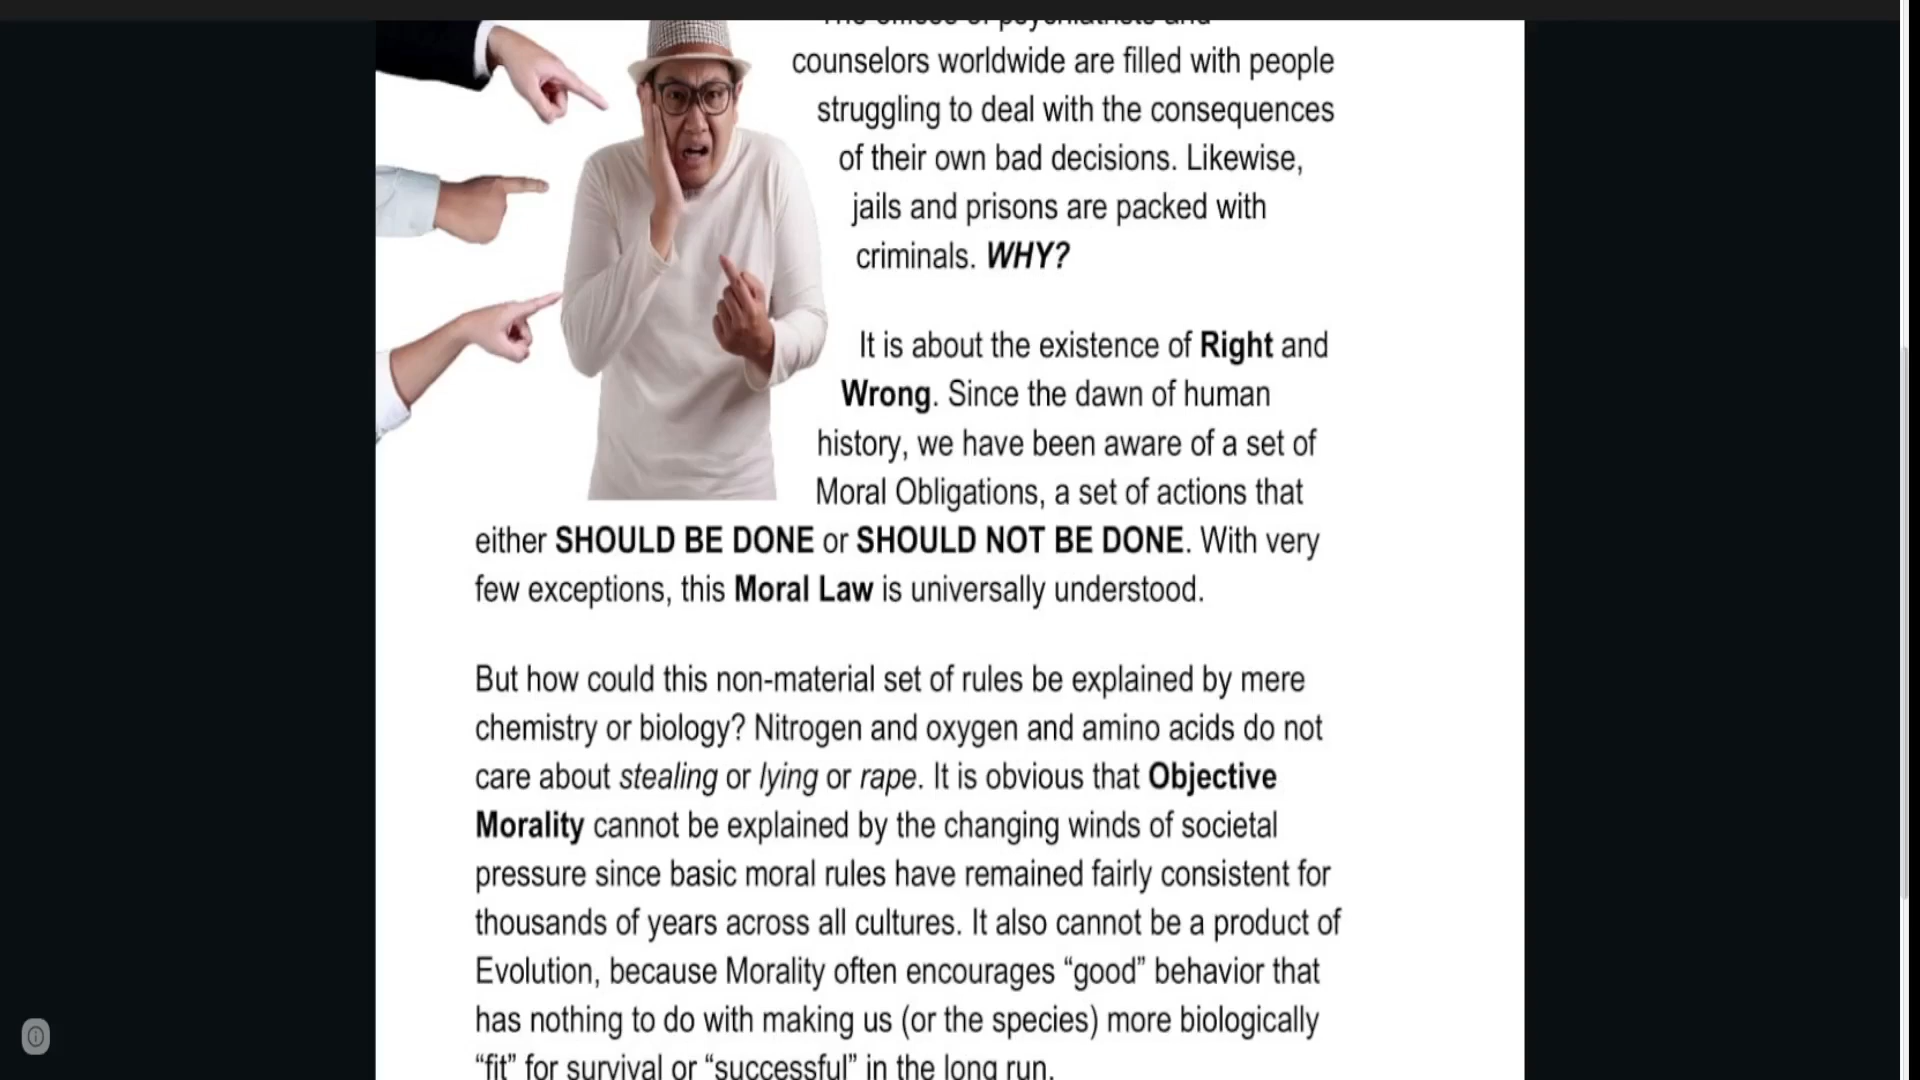 The offices of psychiatrists and
counselors worldwide are filled with people
struggling to deal with the consequences
of their own bad decisions. Likewise,
jails and prisons are packed with
criminals. WHY?
It is about the existence of Right and
Wrong. Since the dawn of human
history, we have been aware of a set of
Moral Obligations, a set of actions that
either SHOULD BE DONE or SHOULD NOT BE DONE. With very
few exceptions, this Moral Law is universally understood.
But how could this non-material set of rules be explained by mere
chemistry or biology? Nitrogen and oxygen and amino acids do not
care about stealing or lying or rape. It is obvious that Objective
Morality cannot be explained by the changing winds of societal
pressure since basic moral rules have remained fairly consistent for
thousands of years across all cultures. It also cannot be a product of
Evolution, because Morality often encourages “good” behavior that
has nothing to do with making us (or the species) more biologically
“fit” for survival or “successful” in the long run.